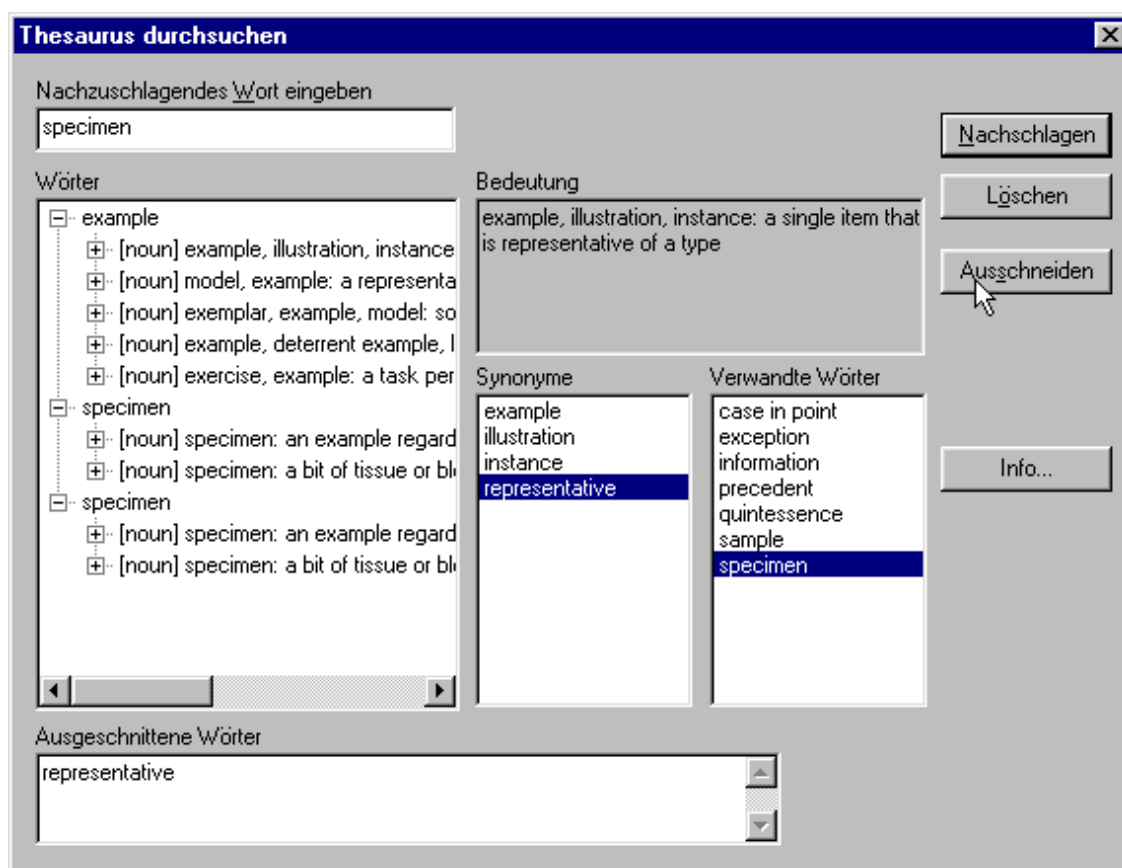 Thesaurus durchsuchen
Nachzuschlagendes Wort eingeben
specimen
Nachschlagen
Löschen
Ausschneiden
Info...
Wörter
example
[noun] example, illustration, instance
[noun] model, example: a representa
[noun] exemplar, example, model: so
[noun] example, deterrent example, l
[noun] exercise, example: a task per
specimen
[noun] specimen: an example regard
[noun] specimen: a bit of tissue or blo
specimen
[noun] specimen: an example regard
[noun] specimen: a bit of tissue or blo
Bedeutung
example, illustration, instance: a single item that
is representative of a type
Synonyme
example
illustration
instance
representative
Verwandte Wörter
case in point
exception
information
precedent
quintessence
sample
specimen
Ausgeschnittene Wörter
representative